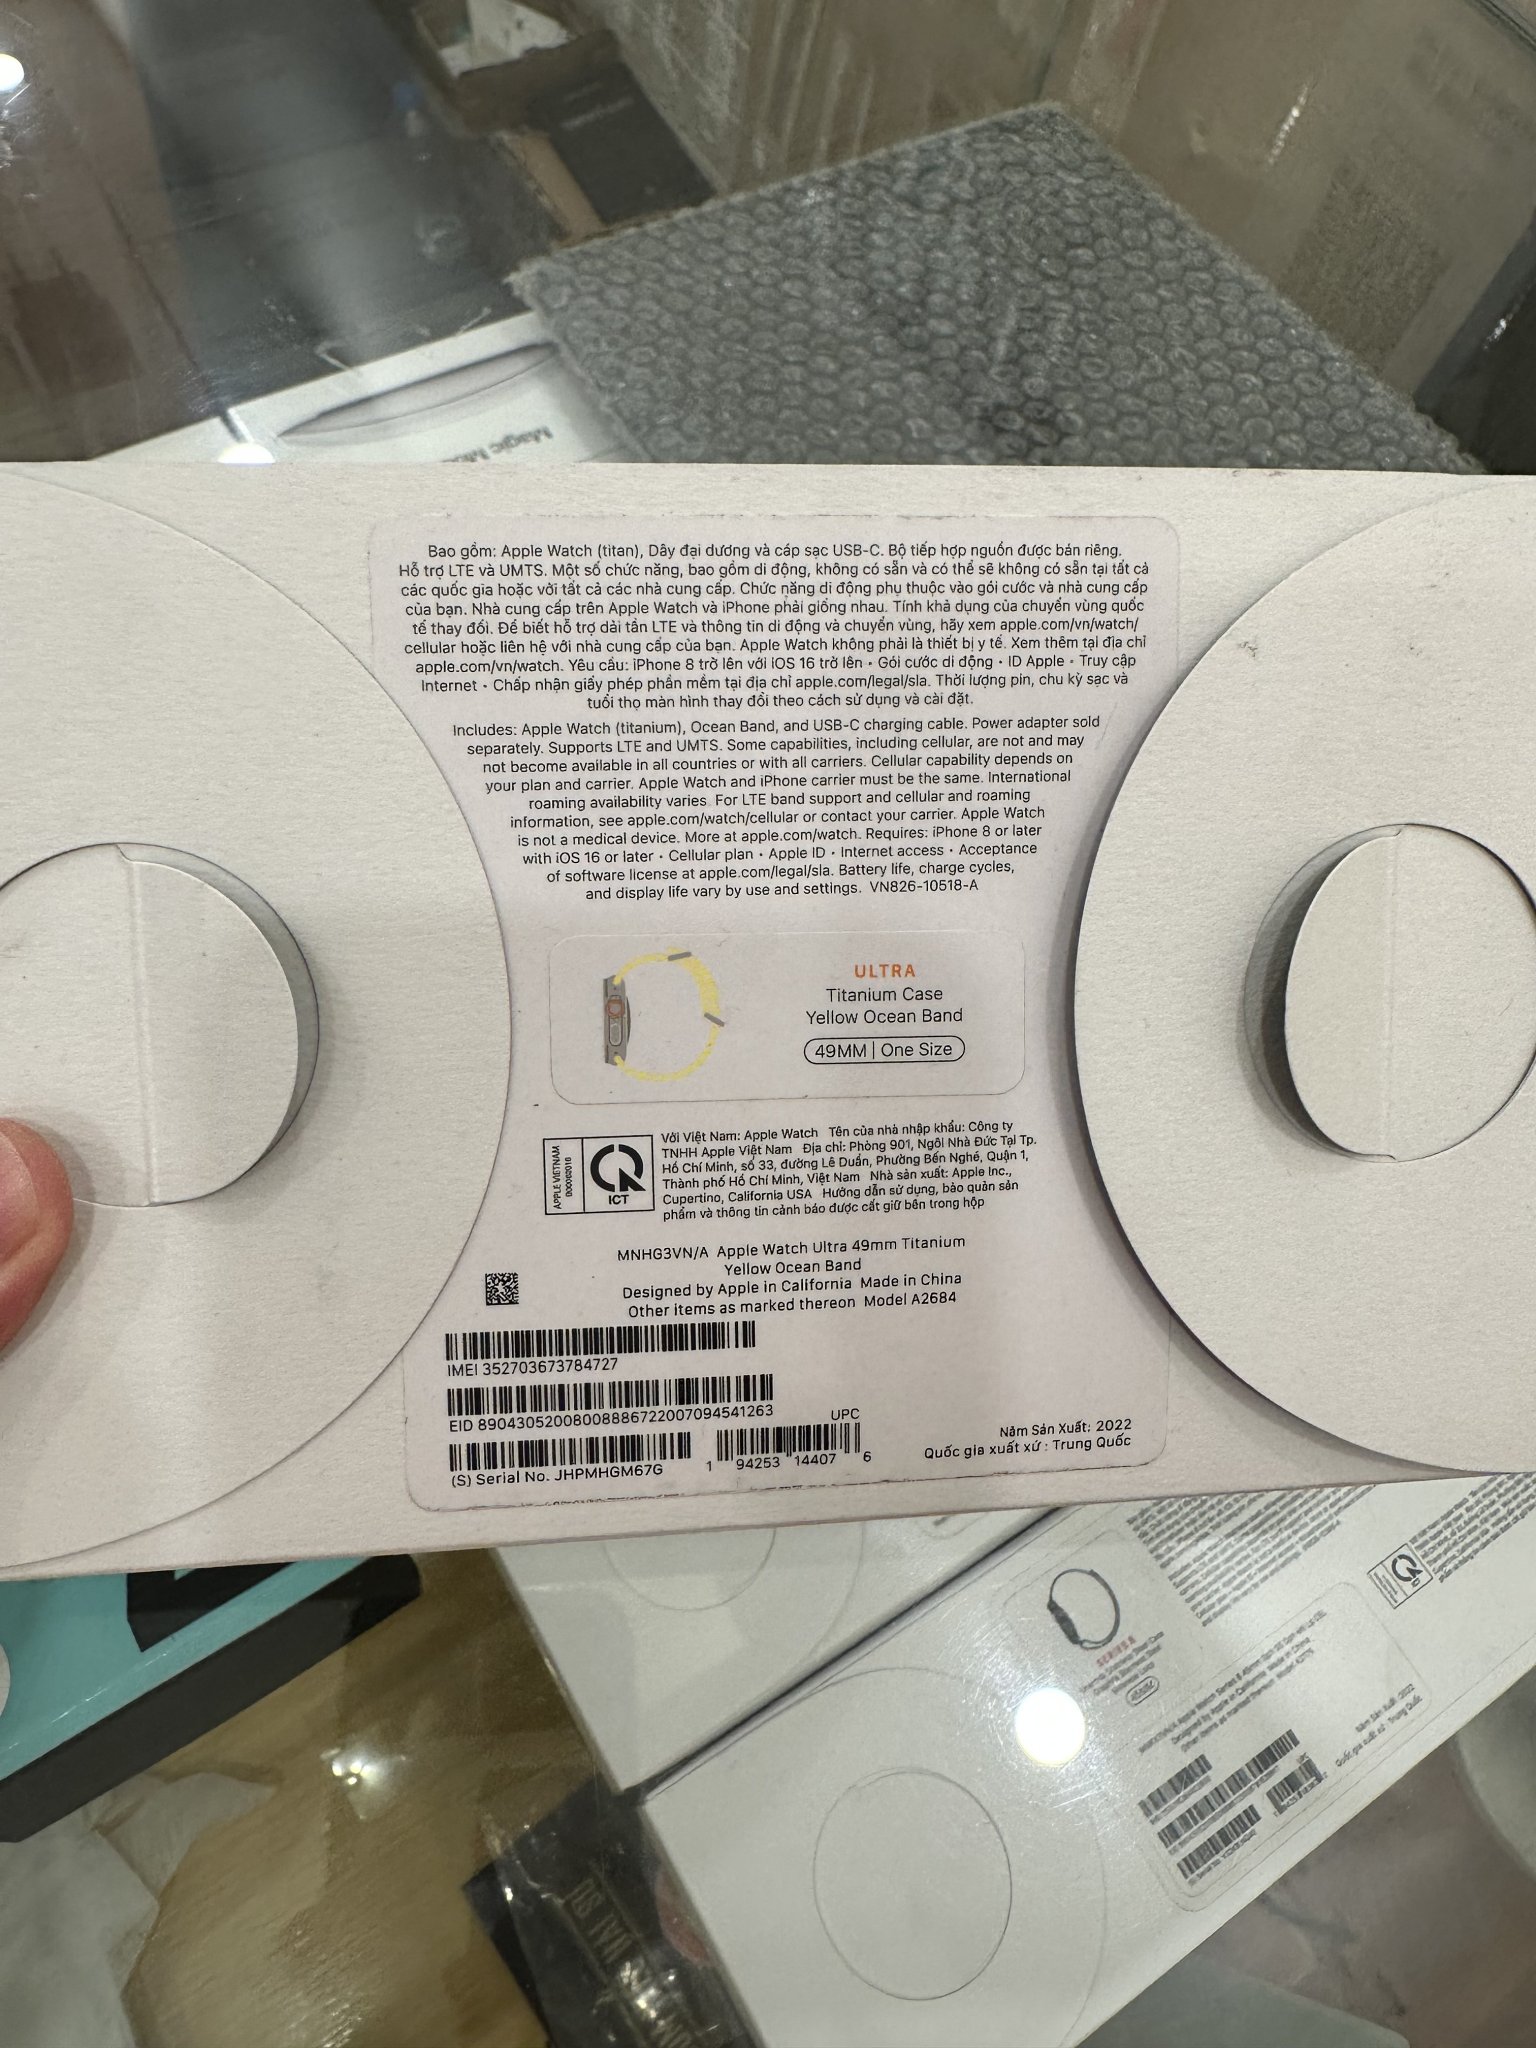 Magic
Bao gồm: Apple Watch (titan), Dây đại dương và cáp sạc USB-C. Bộ tiếp hợp nguồn được bán riêng.
Hỗ trợ LTE và UMTS. Một số chức năng, bao gồm di động, không có sẵn và có thể sẽ không có sẵn tại tất cả
các quốc gia hoặc với tất cả các nhà cung cấp. Chức năng di động phụ thuộc vào gói cước và nhà cung cấp
của bạn. Nhà cung cấp trên Apple Watch và iPhone phải giống nhau. Tính khả dụng của chuyển vùng quốc
tế thay đổi. Để biết hỗ trợ dải tần LTE và thông tin di động và chuyển vùng, hãy xem apple.com/vn/watch/
cellular hoặc liên hệ với nhà cung cấp của bạn. Apple Watch không phải là thiết bị y tế. Xem thêm tại địa chỉ
apple.com/vn/watch. Yêu cầu: iPhone 8 trở lên với iOS 16 trở lên • Gói cước di động • ID Apple • Truy cập
Internet • Chấp nhận giấy phép phần mềm tại địa chỉ apple.com/legal/sla. Thời lượng pin, chu kỳ sạc và
tuổi thọ màn hình thay đổi theo cách sử dụng và cài đặt.
Includes: Apple Watch (titanium), Ocean Band, and USB-C charging cable. Power adapter sold
separately. Supports LTE and UMTS. Some capabilities, including cellular, are not and may
not become available in all countries or with all carriers. Cellular capability depends on
your plan and carrier. Apple Watch and iPhone carrier must be the same. International
roaming availability varies. For LTE band support and cellular and roaming
information, see apple.com/watch/cellular or contact your carrier. Apple Watch
is not a medical device. More at apple.com/watch. Requires: iPhone 8 or later
with iOS 16 or later • Cellular plan • Apple ID • Internet access • Acceptance
of software license at apple.com/legal/sla. Battery life, charge cycles,
and display life vary by use and settings. VN826-10518-A
ULTRA
Titanium Case
Yellow Ocean Band
49MM | One Size
APPLE VIETNAM
D00002016
ICT
Với Việt Nam: Apple Watch Tên của nhà nhập khẩu: Công ty
TNHH Apple Việt Nam Địa chỉ: Phòng 901, Ngôi Nhà Đức Tại Tp.
Hồ Chí Minh, số 33, đường Lê Duẩn, Phường Bến Nghé, Quận 1,
Thành phố Hồ Chí Minh, Việt Nam Nhà sản xuất: Apple Inc.,
Cupertino, California USA Hướng dẫn sử dụng, bảo quản sản
phẩm và thông tin cảnh báo được cất giữ bên trong hộp
MNHG3VN/A Apple Watch Ultra 49mm Titanium
Yellow Ocean Band
Designed by Apple in California Made in China
Other items as marked thereon Model A2684
IMEI 352703673784727
EID 89043052008008886722007094541263
(S) Serial No. JHPMHGM67G
UPC
1 94253 14407 6
Năm Sản Xuất: 2022
Quốc gia xuất xứ : Trung Quốc
SERIES 8
Năm Sản Xuất: 2022
Quốc gia xuất xứ : Trung Quốc